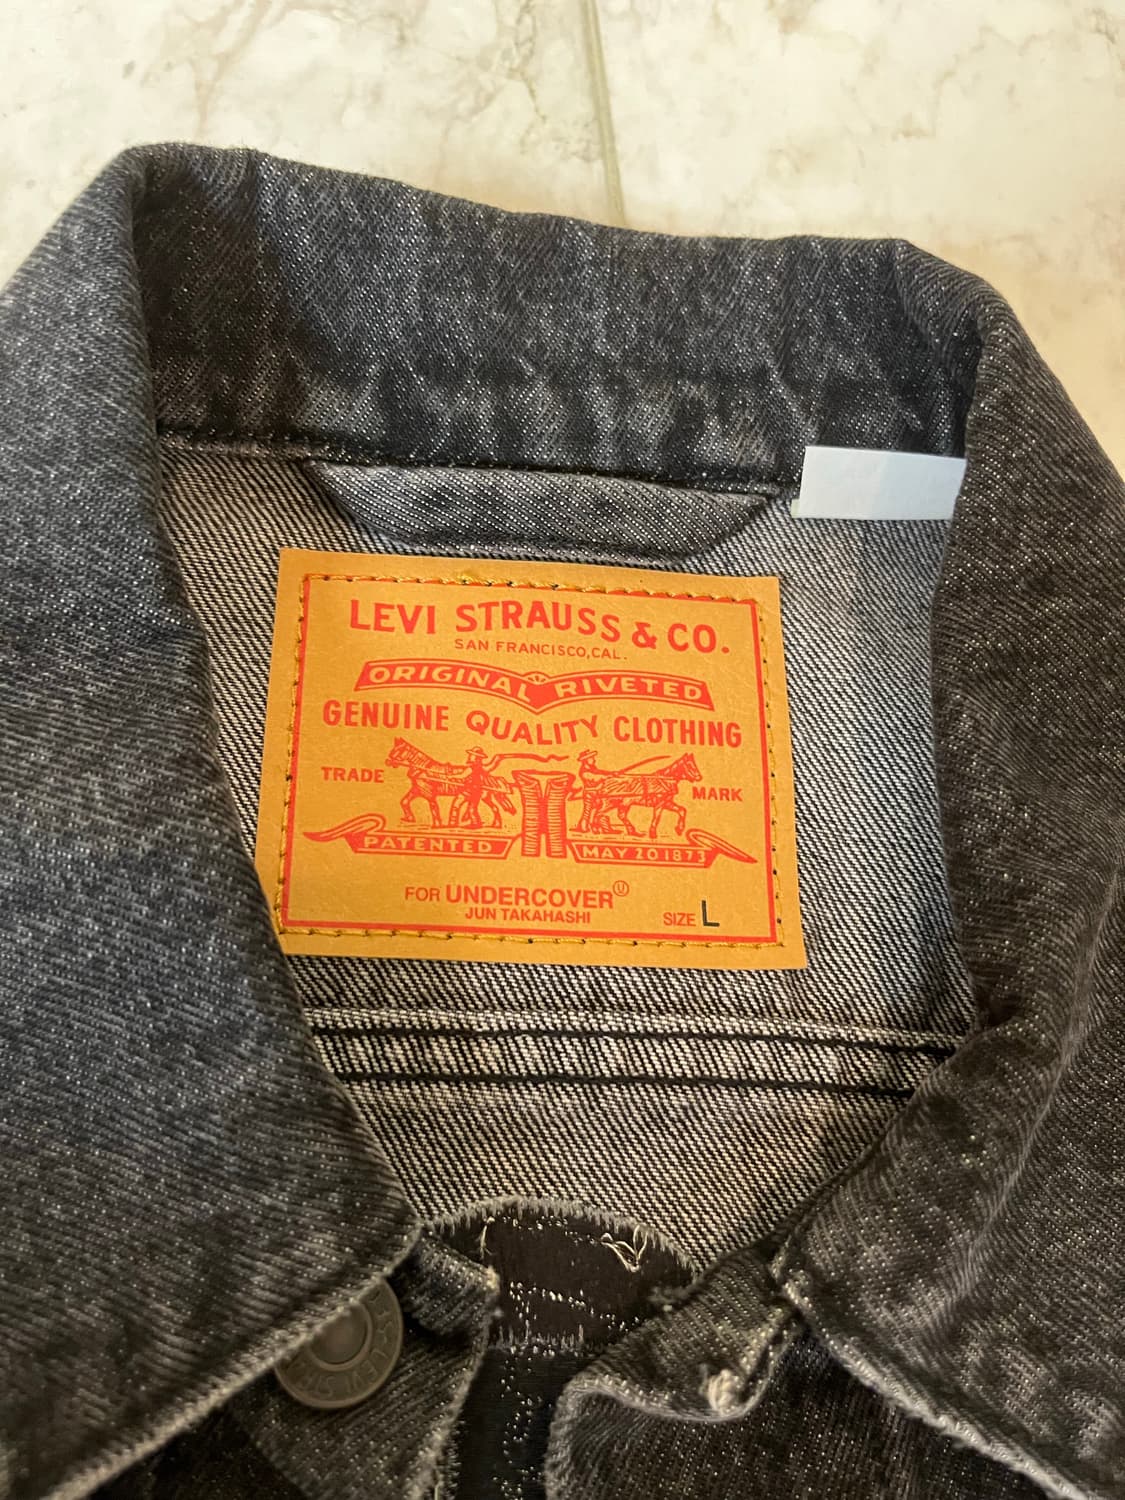 LEVI STRAUSS & CO.
SAN FRANCISCO, CAL.
ORIGINAL RIVETED
GENUINE QUALITY CLOTHING
TRADE MARK
PATENTED MAY 20 1873
FOR UNDERCOVERⓊ
JUN TAKAHASHI
SIZE L